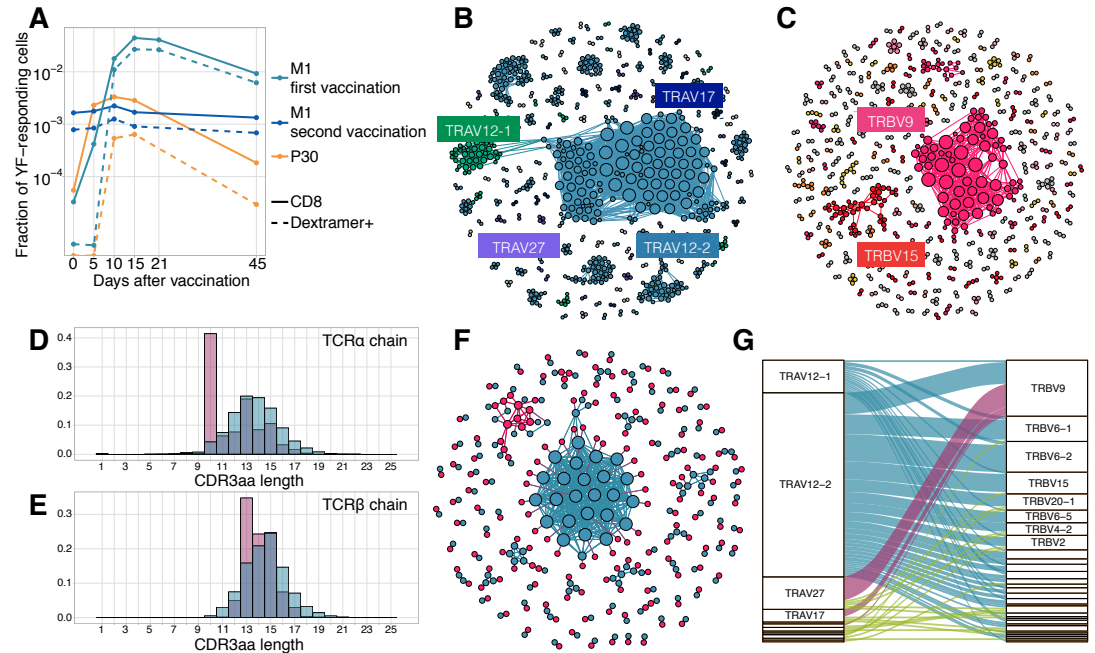 A
Fraction of YF−responding cells
10−2
10−3
10−4
0 5 10 15 21 45
Days after vaccination
M1
first vaccination
M1
second vaccination
P30
CD8
Dextramer+
B
TRAV17
TRAV12-1
TRAV27
TRAV12-2
C
TRBV9
TRBV15
D
TCRα chain
0.4
0.3
0.2
0.1
0.0
1 3 5 7 9 11 13 15 17 19 21 23 25
CDR3aa length
E
TCRβ chain
0.3
0.2
0.1
0.0
1 3 5 7 9 11 13 15 17 19 21 23 25
CDR3aa length
F
G
TRAV12−1
TRAV12−2
TRAV27
TRAV17
TRBV9
TRBV6−1
TRBV6−2
TRBV15
TRBV20−1
TRBV6−5
TRBV4−2
TRBV2